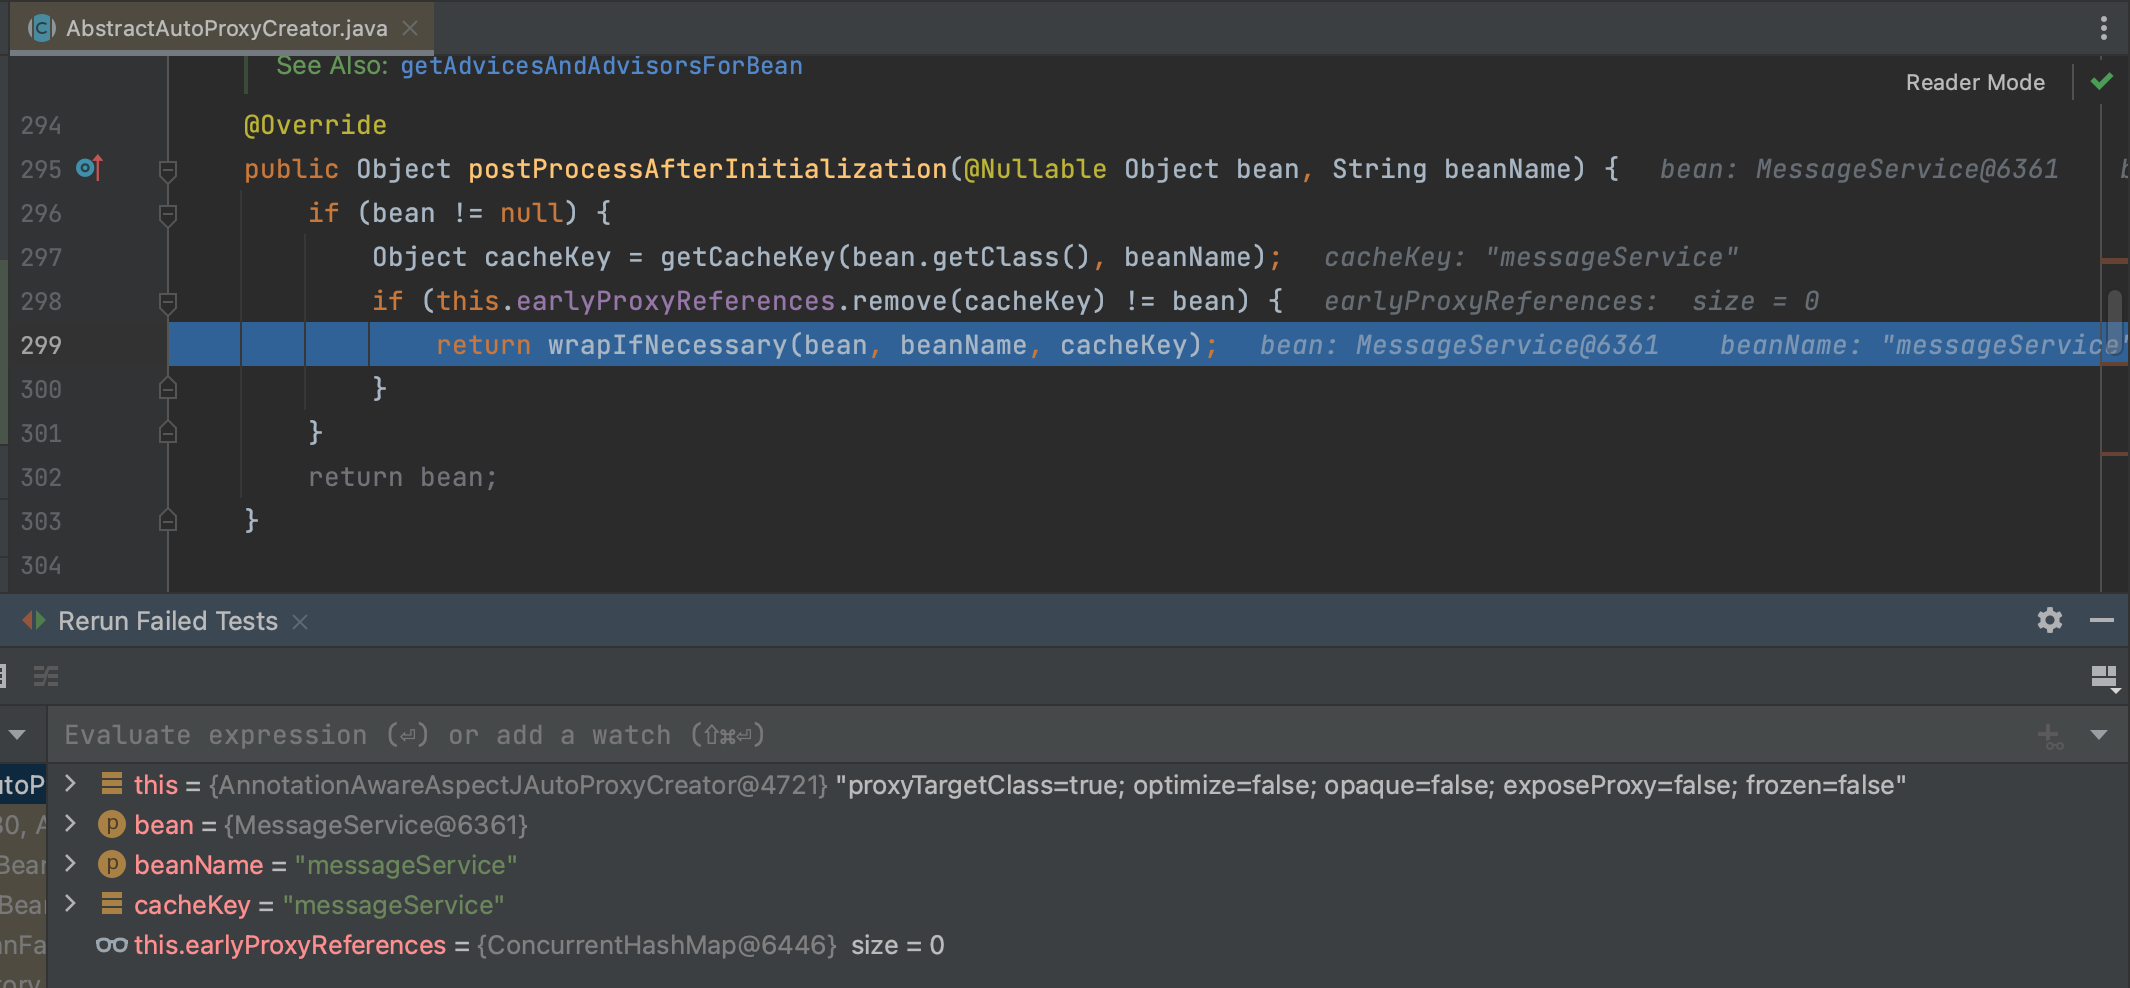 AbstractAutoProxyCreator.java
See Also: getAdvicesAndAdvisorsForBean
Reader Mode
294 @Override
295 public Object postProcessAfterInitialization(@Nullable Object bean, String beanName) { bean: MessageService@6361
296 if (bean != null) {
297 Object cacheKey = getCacheKey(bean.getClass(), beanName); cacheKey: "messageService"
298 if (this.earlyProxyReferences.remove(cacheKey) != bean) { earlyProxyReferences: size = 0
299 return wrapIfNecessary(bean, beanName, cacheKey); bean: MessageService@6361 beanName: "messageService"
300 }
301 }
302 return bean;
303 }
304
Rerun Failed Tests
Evaluate expression (⏎) or add a watch (⇧⌘⏎)
utoP this = {AnnotationAwareAspectJAutoProxyCreator@4721} "proxyTargetClass=true; optimize=false; opaque=false; exposeProxy=false; frozen=false"
p bean = {MessageService@6361}
p beanName = "messageService"
cacheKey = "messageService"
this.earlyProxyReferences = {ConcurrentHashMap@6446} size = 0